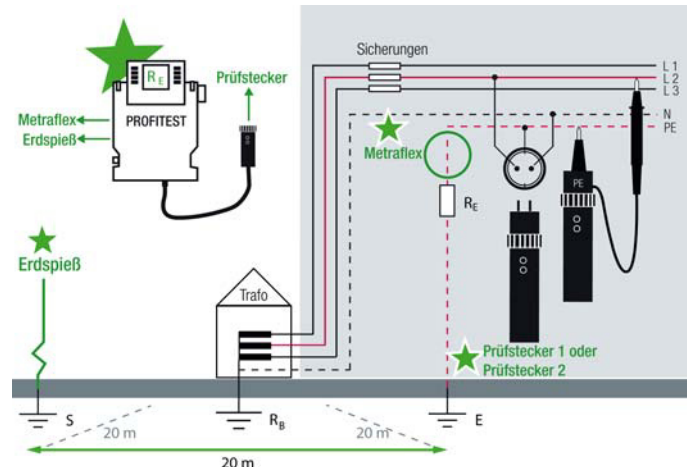 R E
PROFITEST
Prüfstecker
Metraflex
Erdspieß
Sicherungen
L 1
L 2
L 3
N
PE
Metraflex
R E
PE
Erdspieß
Trafo
Prüfstecker 1 oder
Prüfstecker 2
S
R B
E
20 m
20 m
20 m